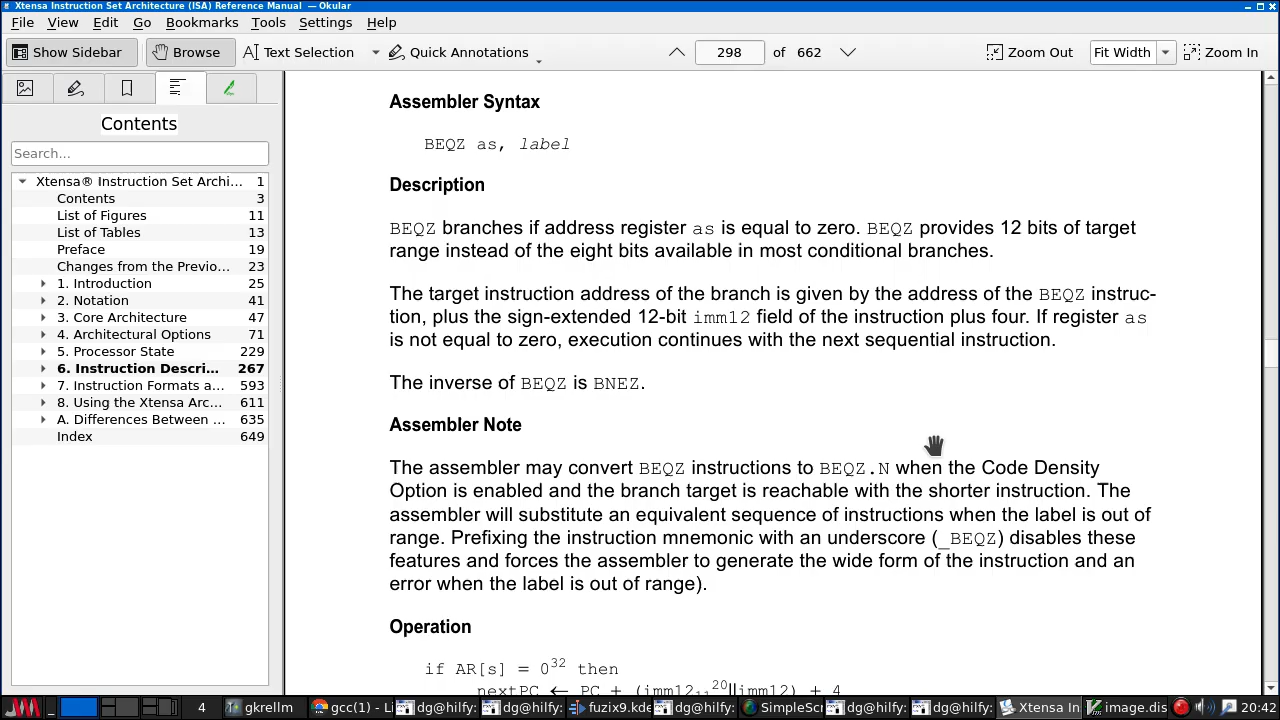 Xtensa Instruction Set Architecture (ISA) Reference Manual — Okular
File View Edit Go Bookmarks Tools Settings Help
Show Sidebar Browse Text Selection Quick Annotations 298 of 662 Zoom Out Fit Width Zoom In
Contents
Search...
Xtensa® Instruction Set Archi... 1
Contents 3
List of Figures 11
List of Tables 13
Preface 19
Changes from the Previo... 23
1. Introduction 25
2. Notation 41
3. Core Architecture 47
4. Architectural Options 71
5. Processor State 229
6. Instruction Descri... 267
7. Instruction Formats a... 593
8. Using the Xtensa Arc... 611
A. Differences Between ... 635
Index 649
Assembler Syntax
BEQZ as, label
Description
BEQZ branches if address register as is equal to zero. BEQZ provides 12 bits of target
range instead of the eight bits available in most conditional branches.
The target instruction address of the branch is given by the address of the BEQZ instruc-
tion, plus the sign-extended 12-bit imm12 field of the instruction plus four. If register as
is not equal to zero, execution continues with the next sequential instruction.
The inverse of BEQZ is BNEZ.
Assembler Note
The assembler may convert BEQZ instructions to BEQZ.N when the Code Density
Option is enabled and the branch target is reachable with the shorter instruction. The
assembler will substitute an equivalent sequence of instructions when the label is out of
range. Prefixing the instruction mnemonic with an underscore (_BEQZ) disables these
features and forces the assembler to generate the wide form of the instruction and an
error when the label is out of range).
Operation
if AR[s] = 0³² then
nextPC ← PC + (imm12₁₁²⁰||imm12) + 4
4 gkrellm gcc(1) - Li dg@hilfy: dg@hilfy: fuzix9.kde dg@hilfy: SimpleScr dg@hilfy: dg@hilfy: Xtensa In image.dis 20:42